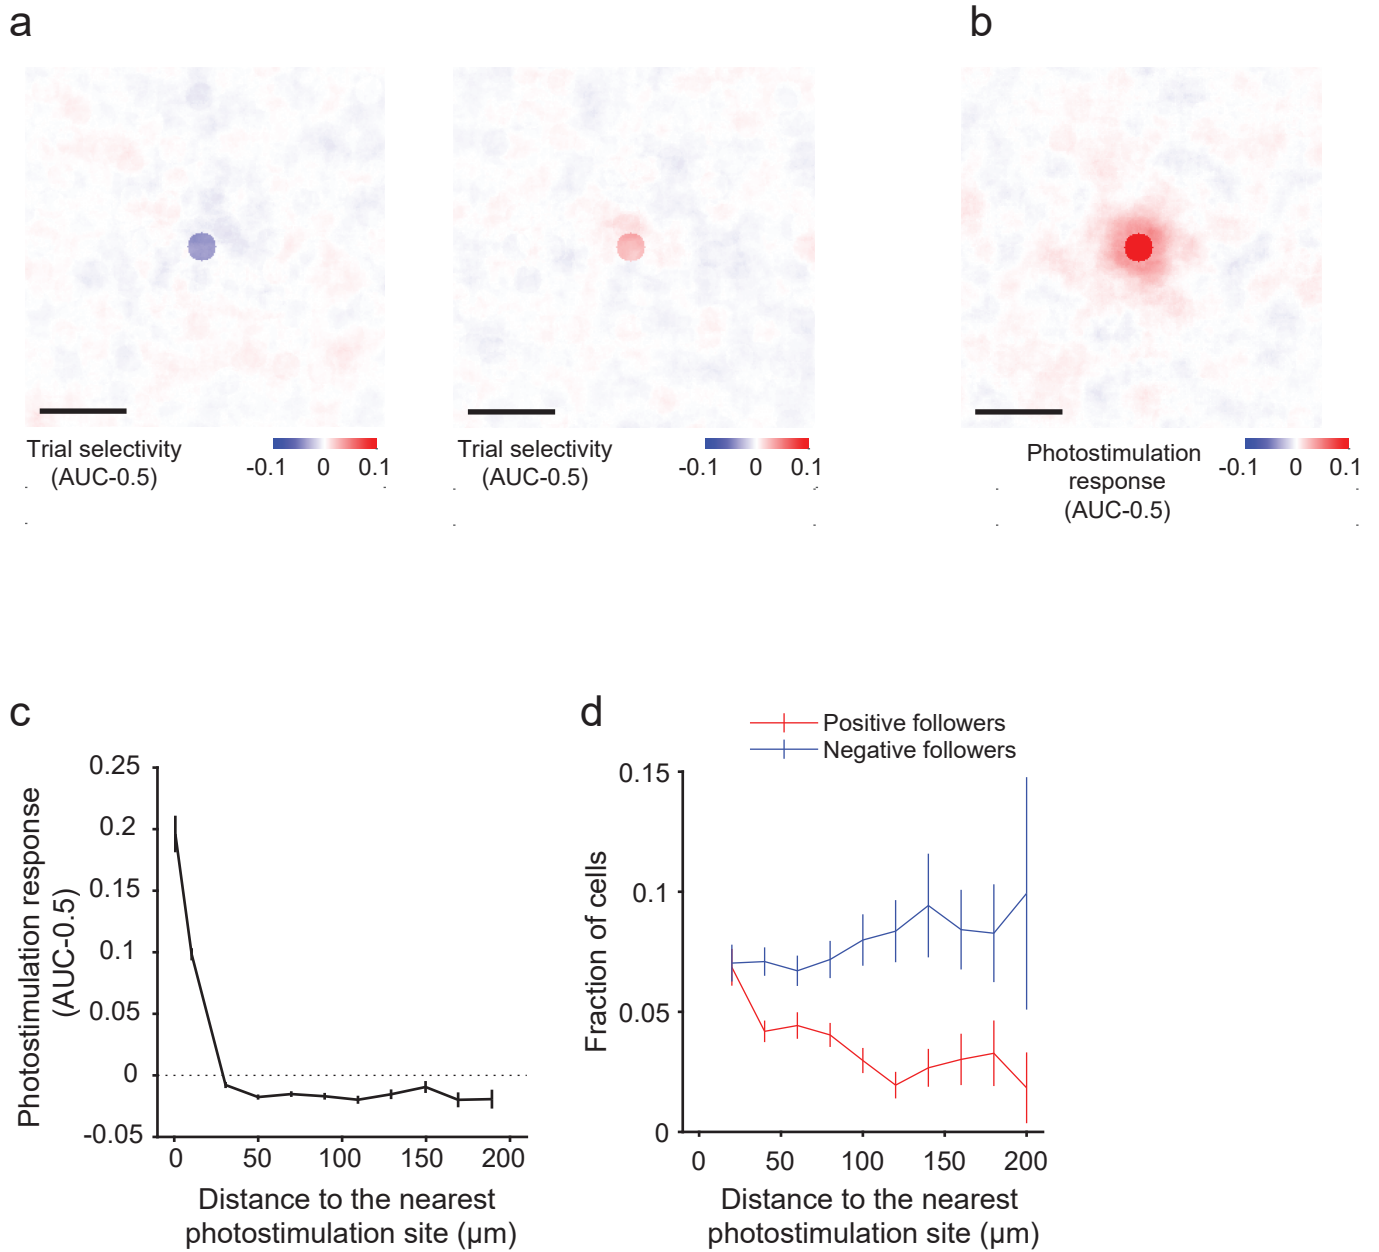 a
b
Trial selectivity
(AUC-0.5)
-0.1 0 0.1
Trial selectivity
(AUC-0.5)
-0.1 0 0.1
Photostimulation
response
(AUC-0.5)
-0.1 0 0.1
c
Photostimulation response
(AUC-0.5)
0.25
0.2
0.15
0.1
0.05
0
-0.05
0 50 100 150 200
Distance to the nearest
photostimulation site (μm)
d
Positive followers
Negative followers
Fraction of cells
0.15
0.1
0.05
0
0 50 100 150 200
Distance to the nearest
photostimulation site (μm)